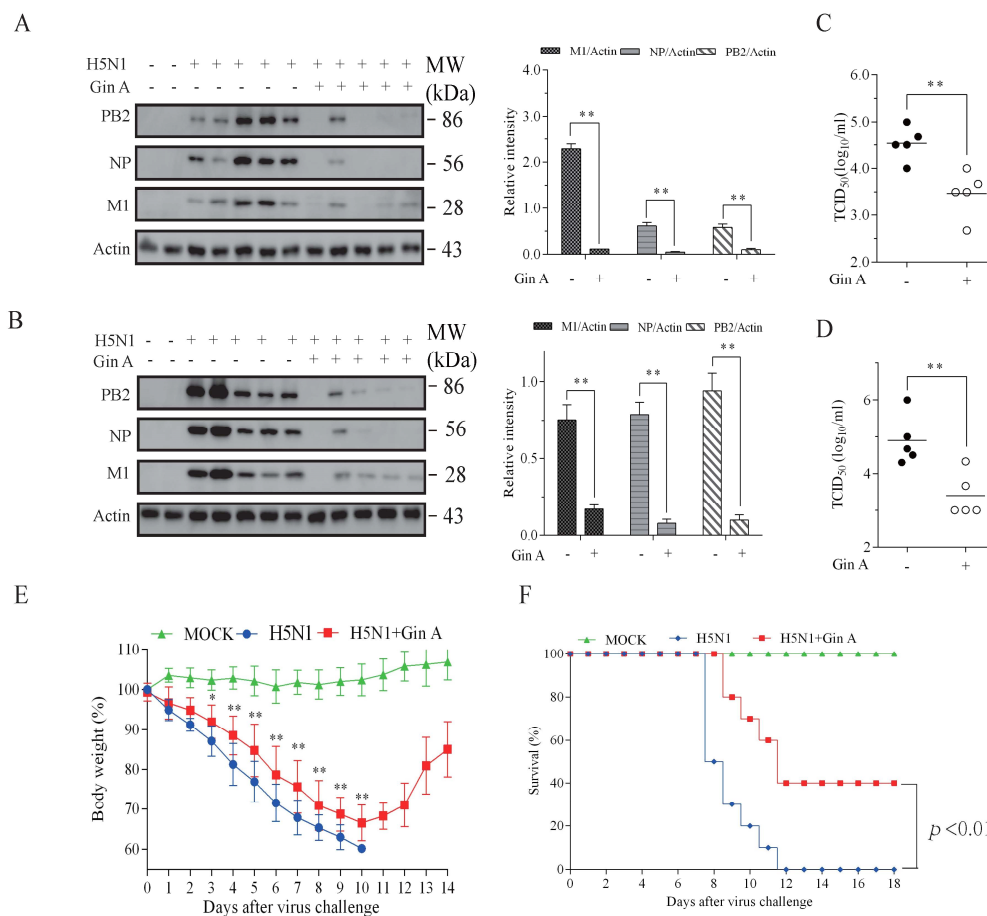 A
H5N1 - - + + + + + + + + + + MW
Gin A - - - - - - - + + + + + (kDa)
PB2 - 86
NP - 56
M1 - 28
Actin - 43
M1/Actin NP/Actin PB2/Actin
Relative intensity
3.0
2.0
1.0
0.0
** ** **
Gin A - + - + - +
C
**
TCID50(log10/ml)
6.0
5.0
4.0
3.0
2.0
- +
B
H5N1 - - + + + + + + + + + + MW
Gin A - - - - - - - + + + + + (kDa)
PB2 - 86
NP - 56
M1 - 28
Actin - 43
M1/Actin NP/Actin PB2/Actin
Relative intensity
1.0
0.5
0.0
** ** **
Gin A - + - + - +
D
**
TCID50 (log10/ml)
6
4
2
Gin A - +
E
MOCK H5N1 H5N1+Gin A
Body weight (%)
110
100
90
80
70
60
* ** ** ** ** ** ** **
0 1 2 3 4 5 6 7 8 9 10 11 12 13 14
Days after virus challenge
F
MOCK H5N1 H5N1+Gin A
Survival (%)
100
80
60
40
20
0
p<0.01
0 2 4 6 8 10 12 14 16 18
Days after virus challenge